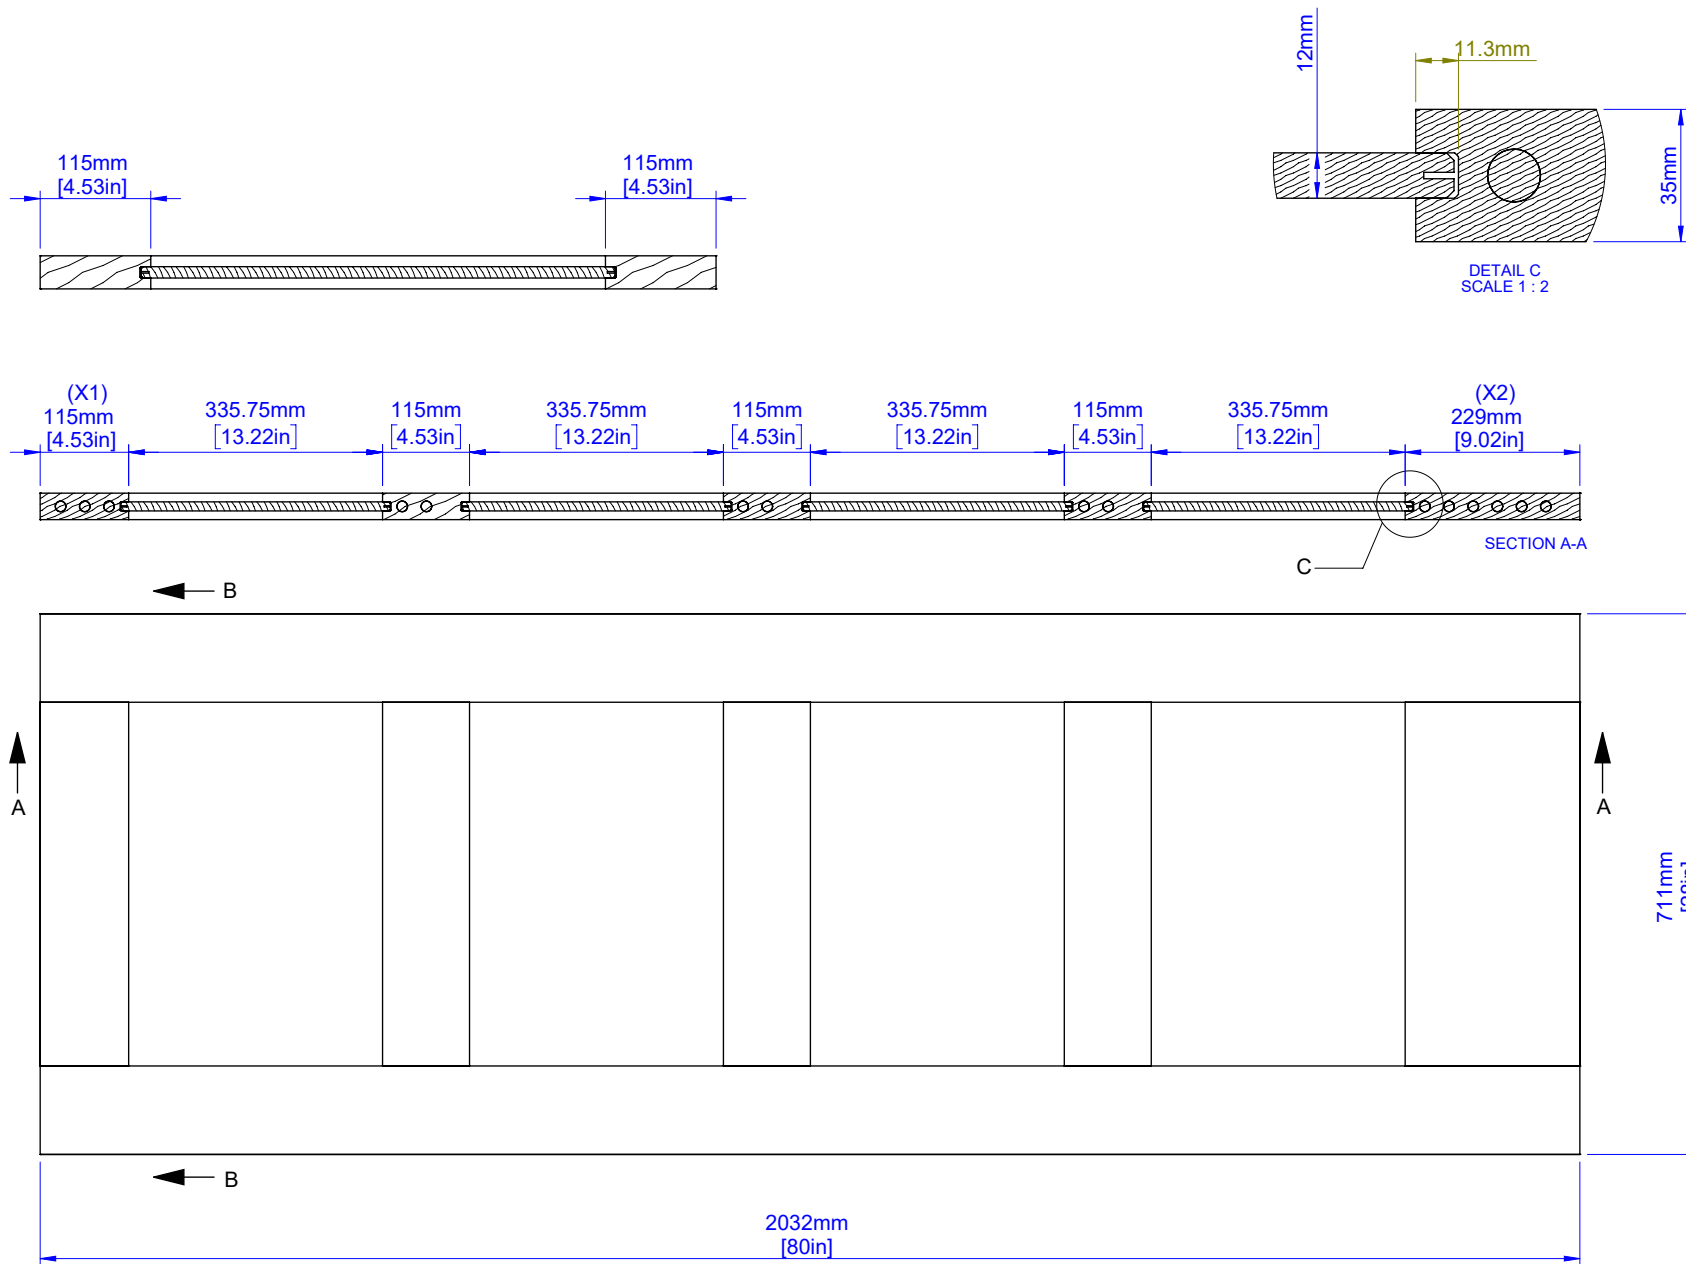 12mm
11.3mm
35mm
DETAIL C
SCALE 1 : 2
115mm
[4.53in]
115mm
[4.53in]
(X1)
115mm
[4.53in]
335.75mm
[13.22in]
115mm
[4.53in]
335.75mm
[13.22in]
115mm
[4.53in]
335.75mm
[13.22in]
115mm
[4.53in]
335.75mm
[13.22in]
(X2)
229mm
[9.02in]
SECTION A-A
C
B
A
A
711mm
B
2032mm
[80in]